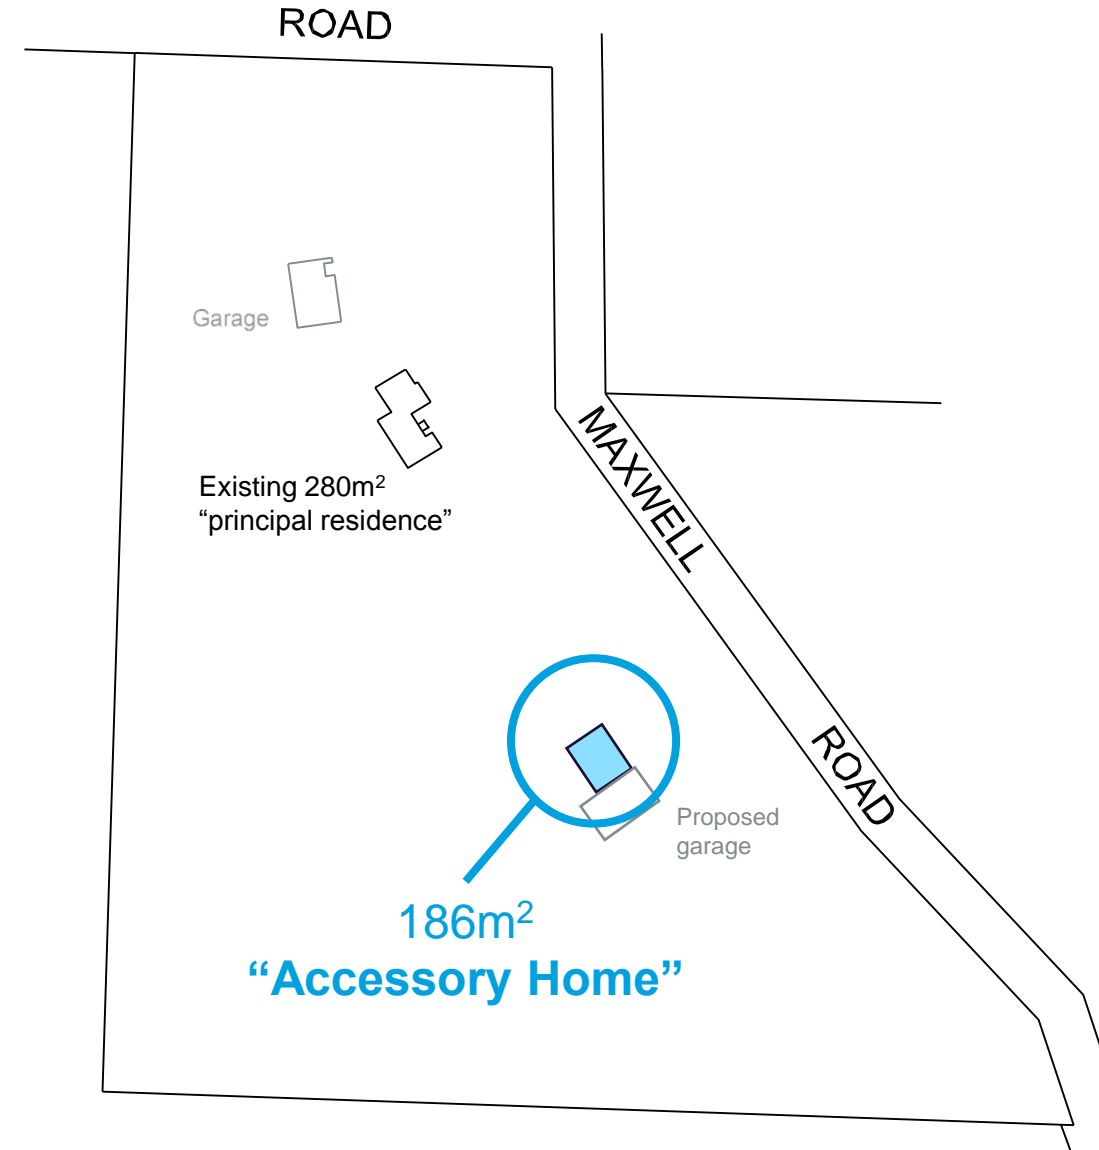 ROAD
Garage
MAXWELL
Existing 280m²
“principal residence”
ROAD
Proposed
garage
186m²
“Accessory Home”